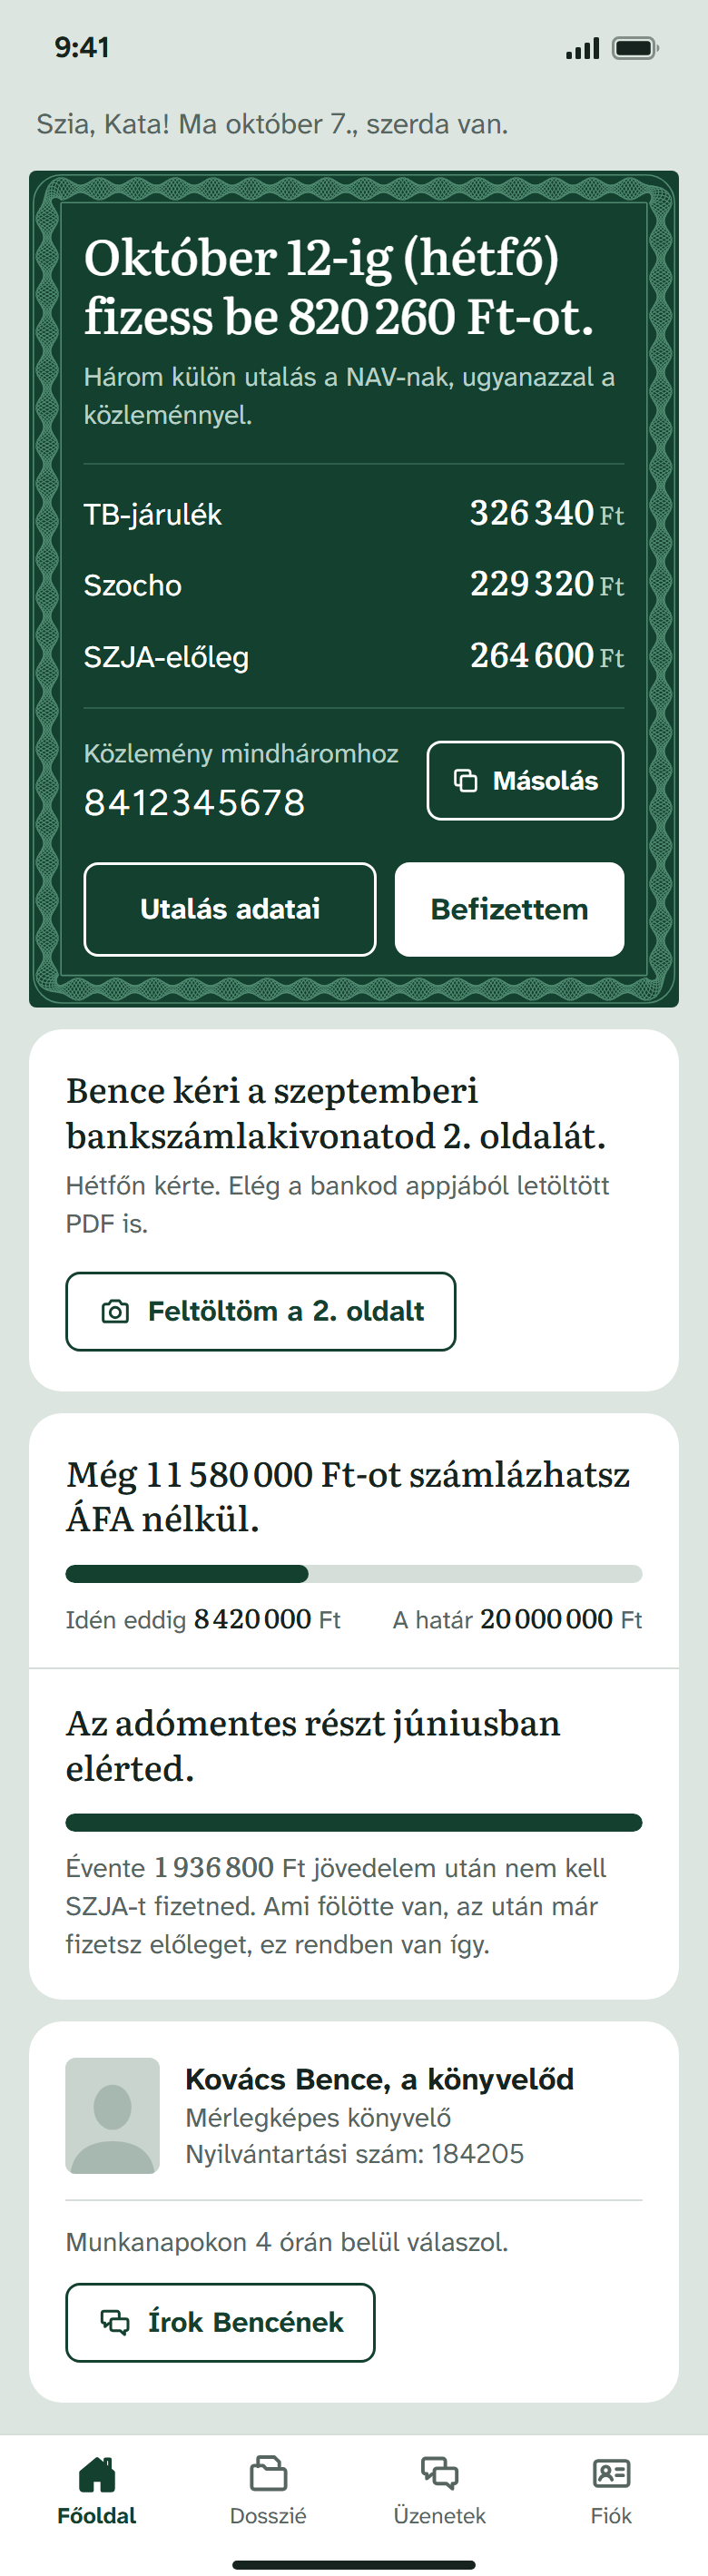 9:41
Szia, Kata! Ma október 7., szerda van.
Október 12-ig (hétfő)
fizess be 820 260 Ft-ot.
Három külön utalás a NAV-nak, ugyanazzal a
közleménnyel.
TB-járulék 326 340 Ft
Szocho 229 320 Ft
SZJA-előleg 264 600 Ft
Közlemény mindháromhoz
8412345678
Másolás
Utalás adatai
Befizettem
Bence kéri a szeptemberi
bankszámlakivonatod 2. oldalát.
Hétfőn kérte. Elég a bankod appjából letöltött
PDF is.
Feltöltöm a 2. oldalt
Még 11 580 000 Ft-ot számlázhatsz
ÁFA nélkül.
Idén eddig 8 420 000 Ft
A határ 20 000 000 Ft
Az adómentes részt júniusban
elérted.
Évente 1 936 800 Ft jövedelem után nem kell
SZJA-t fizetned. Ami fölötte van, az után már
fizetsz előleget, ez rendben van így.
Kovács Bence, a könyvelőd
Mérlegképes könyvelő
Nyilvántartási szám: 184205
Munkanapokon 4 órán belül válaszol.
Írok Bencének
Főoldal
Dosszié
Üzenetek
Fiók